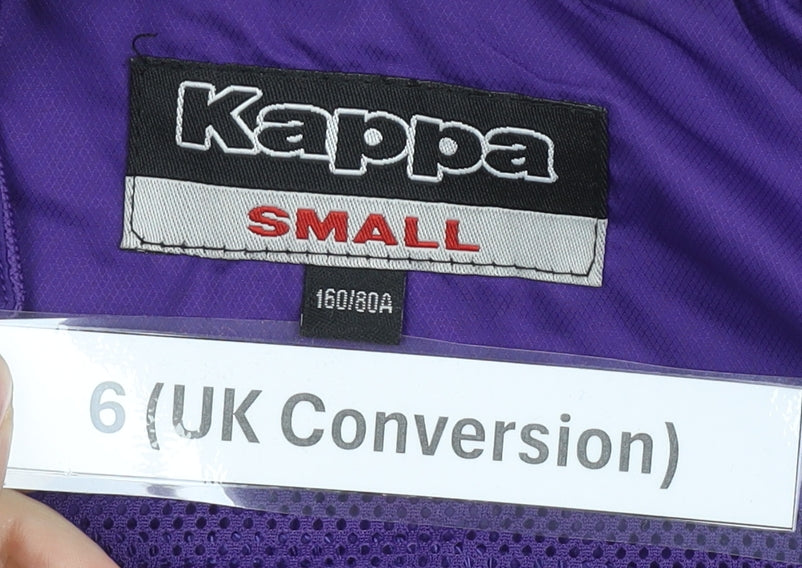 Kappa
SMALL
160/80A
6 (UK Conversion)